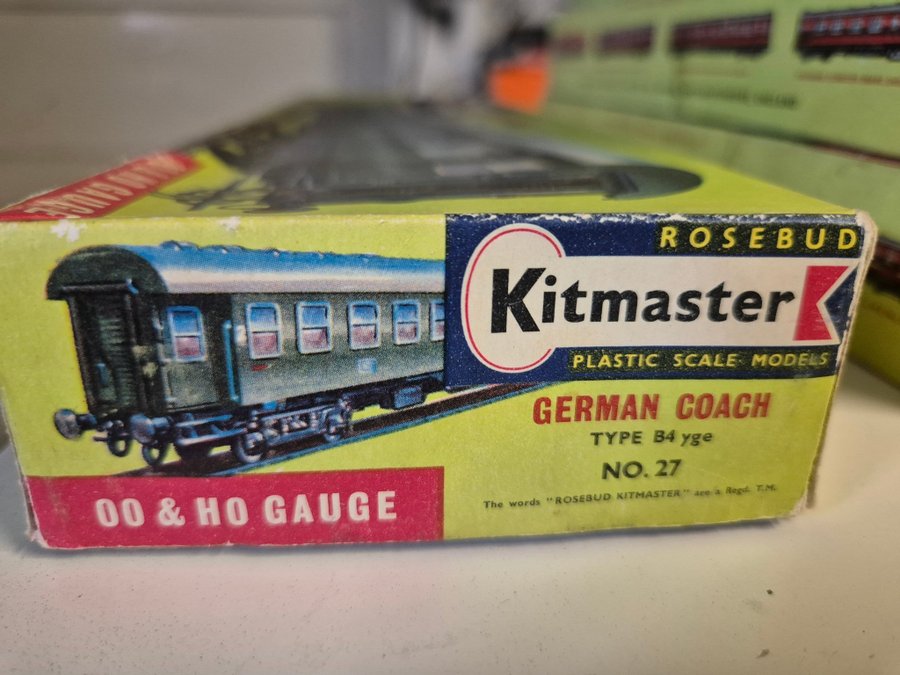 ROSEBUD
Kitmaster
PLASTIC SCALE MODELS
GERMAN COACH
TYPE B4 yge
NO. 27
The words "ROSEBUD KITMASTER" are a Regd. T.M.
OO & HO GAUGE